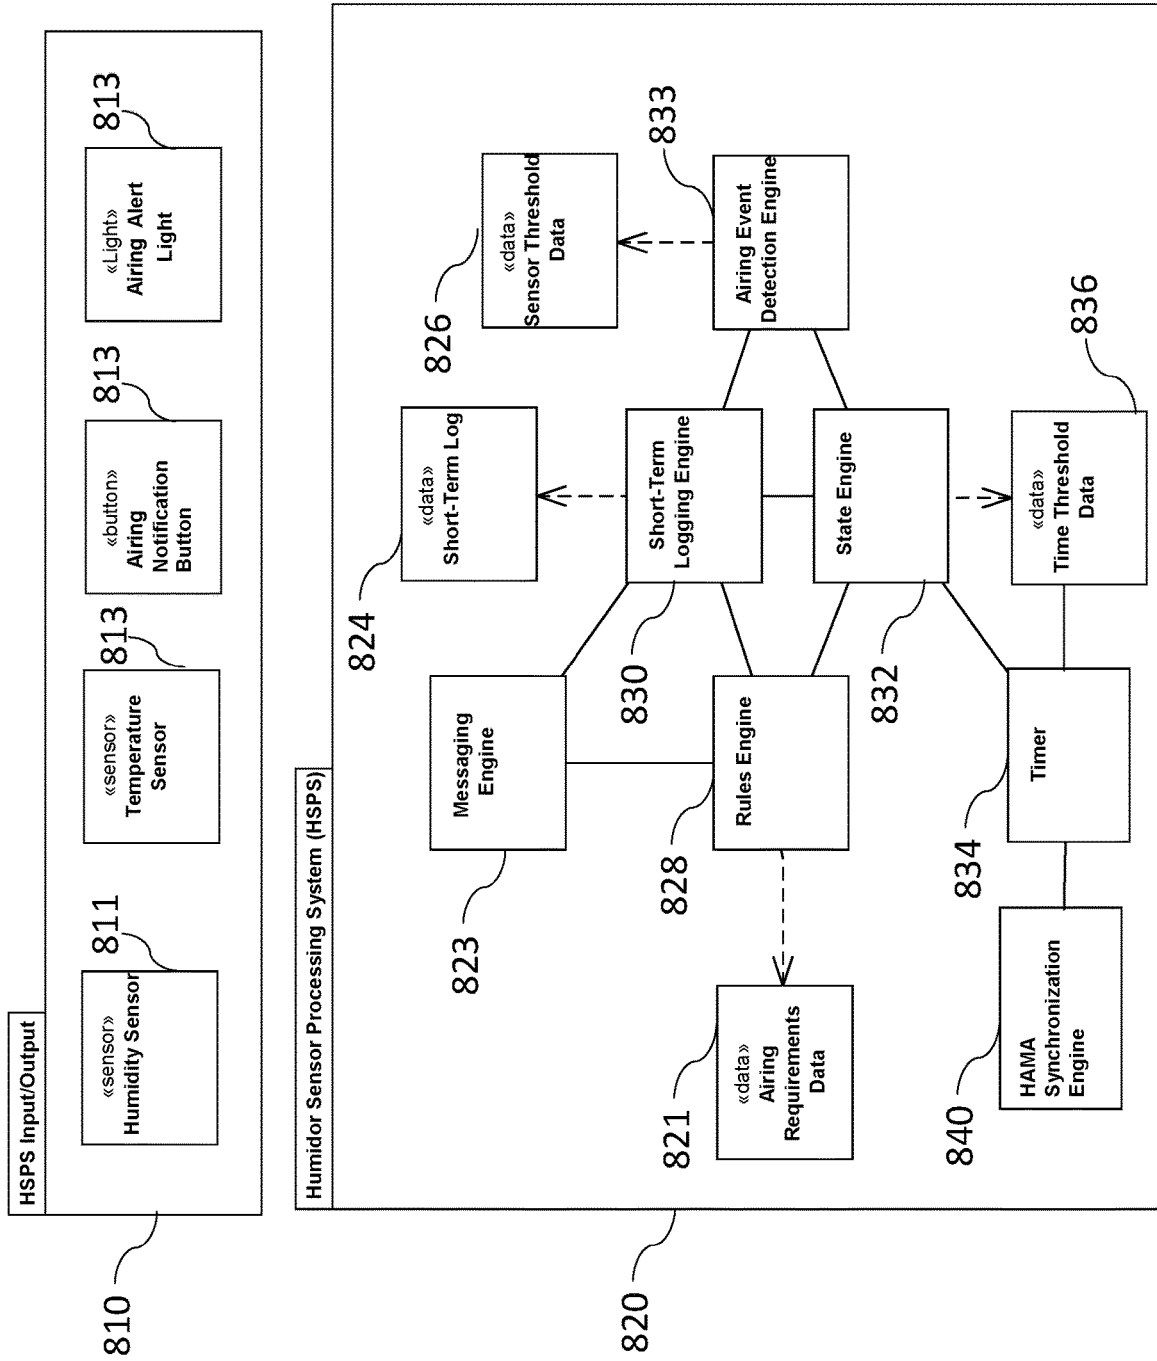 HSPS Input/Output
810
«sensor»
Humidity Sensor
811
«sensor»
Temperature
Sensor
813
«button»
Airing
Notification
Button
813
«Light»
Airing Alert
Light
813
Humidor Sensor Processing System (HSPS)
820
824
«data»
Short-Term Log
826
«data»
Sensor Threshold
Data
823
Messaging
Engine
830
Short-Term
Logging Engine
833
Airing Event
Detection Engine
821
«data»
Airing
Requirements
Data
828
Rules Engine
832
State Engine
840
HAMA
Synchronization
Engine
834
Timer
836
«data»
Time Threshold
Data